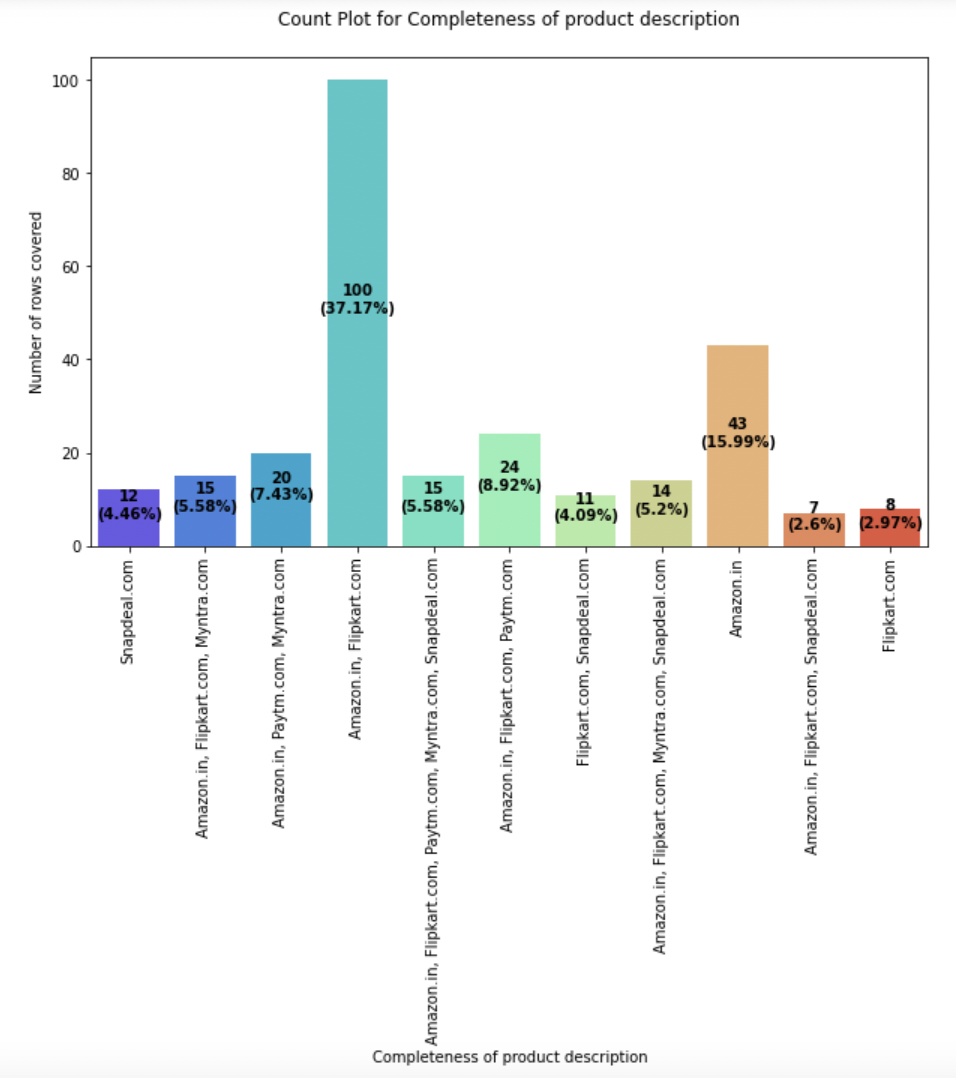 Count Plot for Completeness of product description
Number of rows covered
100
80
60
40
20
0
12
(4.46%)
15
(5.58%)
20
(7.43%)
100
(37.17%)
15
(5.58%)
24
(8.92%)
11
(4.09%)
14
(5.2%)
43
(15.99%)
7
(2.6%)
8
(2.97%)
Snapdeal.com
Amazon.in, Flipkart.com, Myntra.com
Amazon.in, Paytm.com, Myntra.com
Amazon.in, Flipkart.com
Amazon.in, Flipkart.com, Paytm.com, Myntra.com, Snapdeal.com
Amazon.in, Flipkart.com, Paytm.com
Flipkart.com, Snapdeal.com
Amazon.in, Flipkart.com, Myntra.com, Snapdeal.com
Amazon.in
Amazon.in, Flipkart.com, Snapdeal.com
Flipkart.com
Completeness of product description